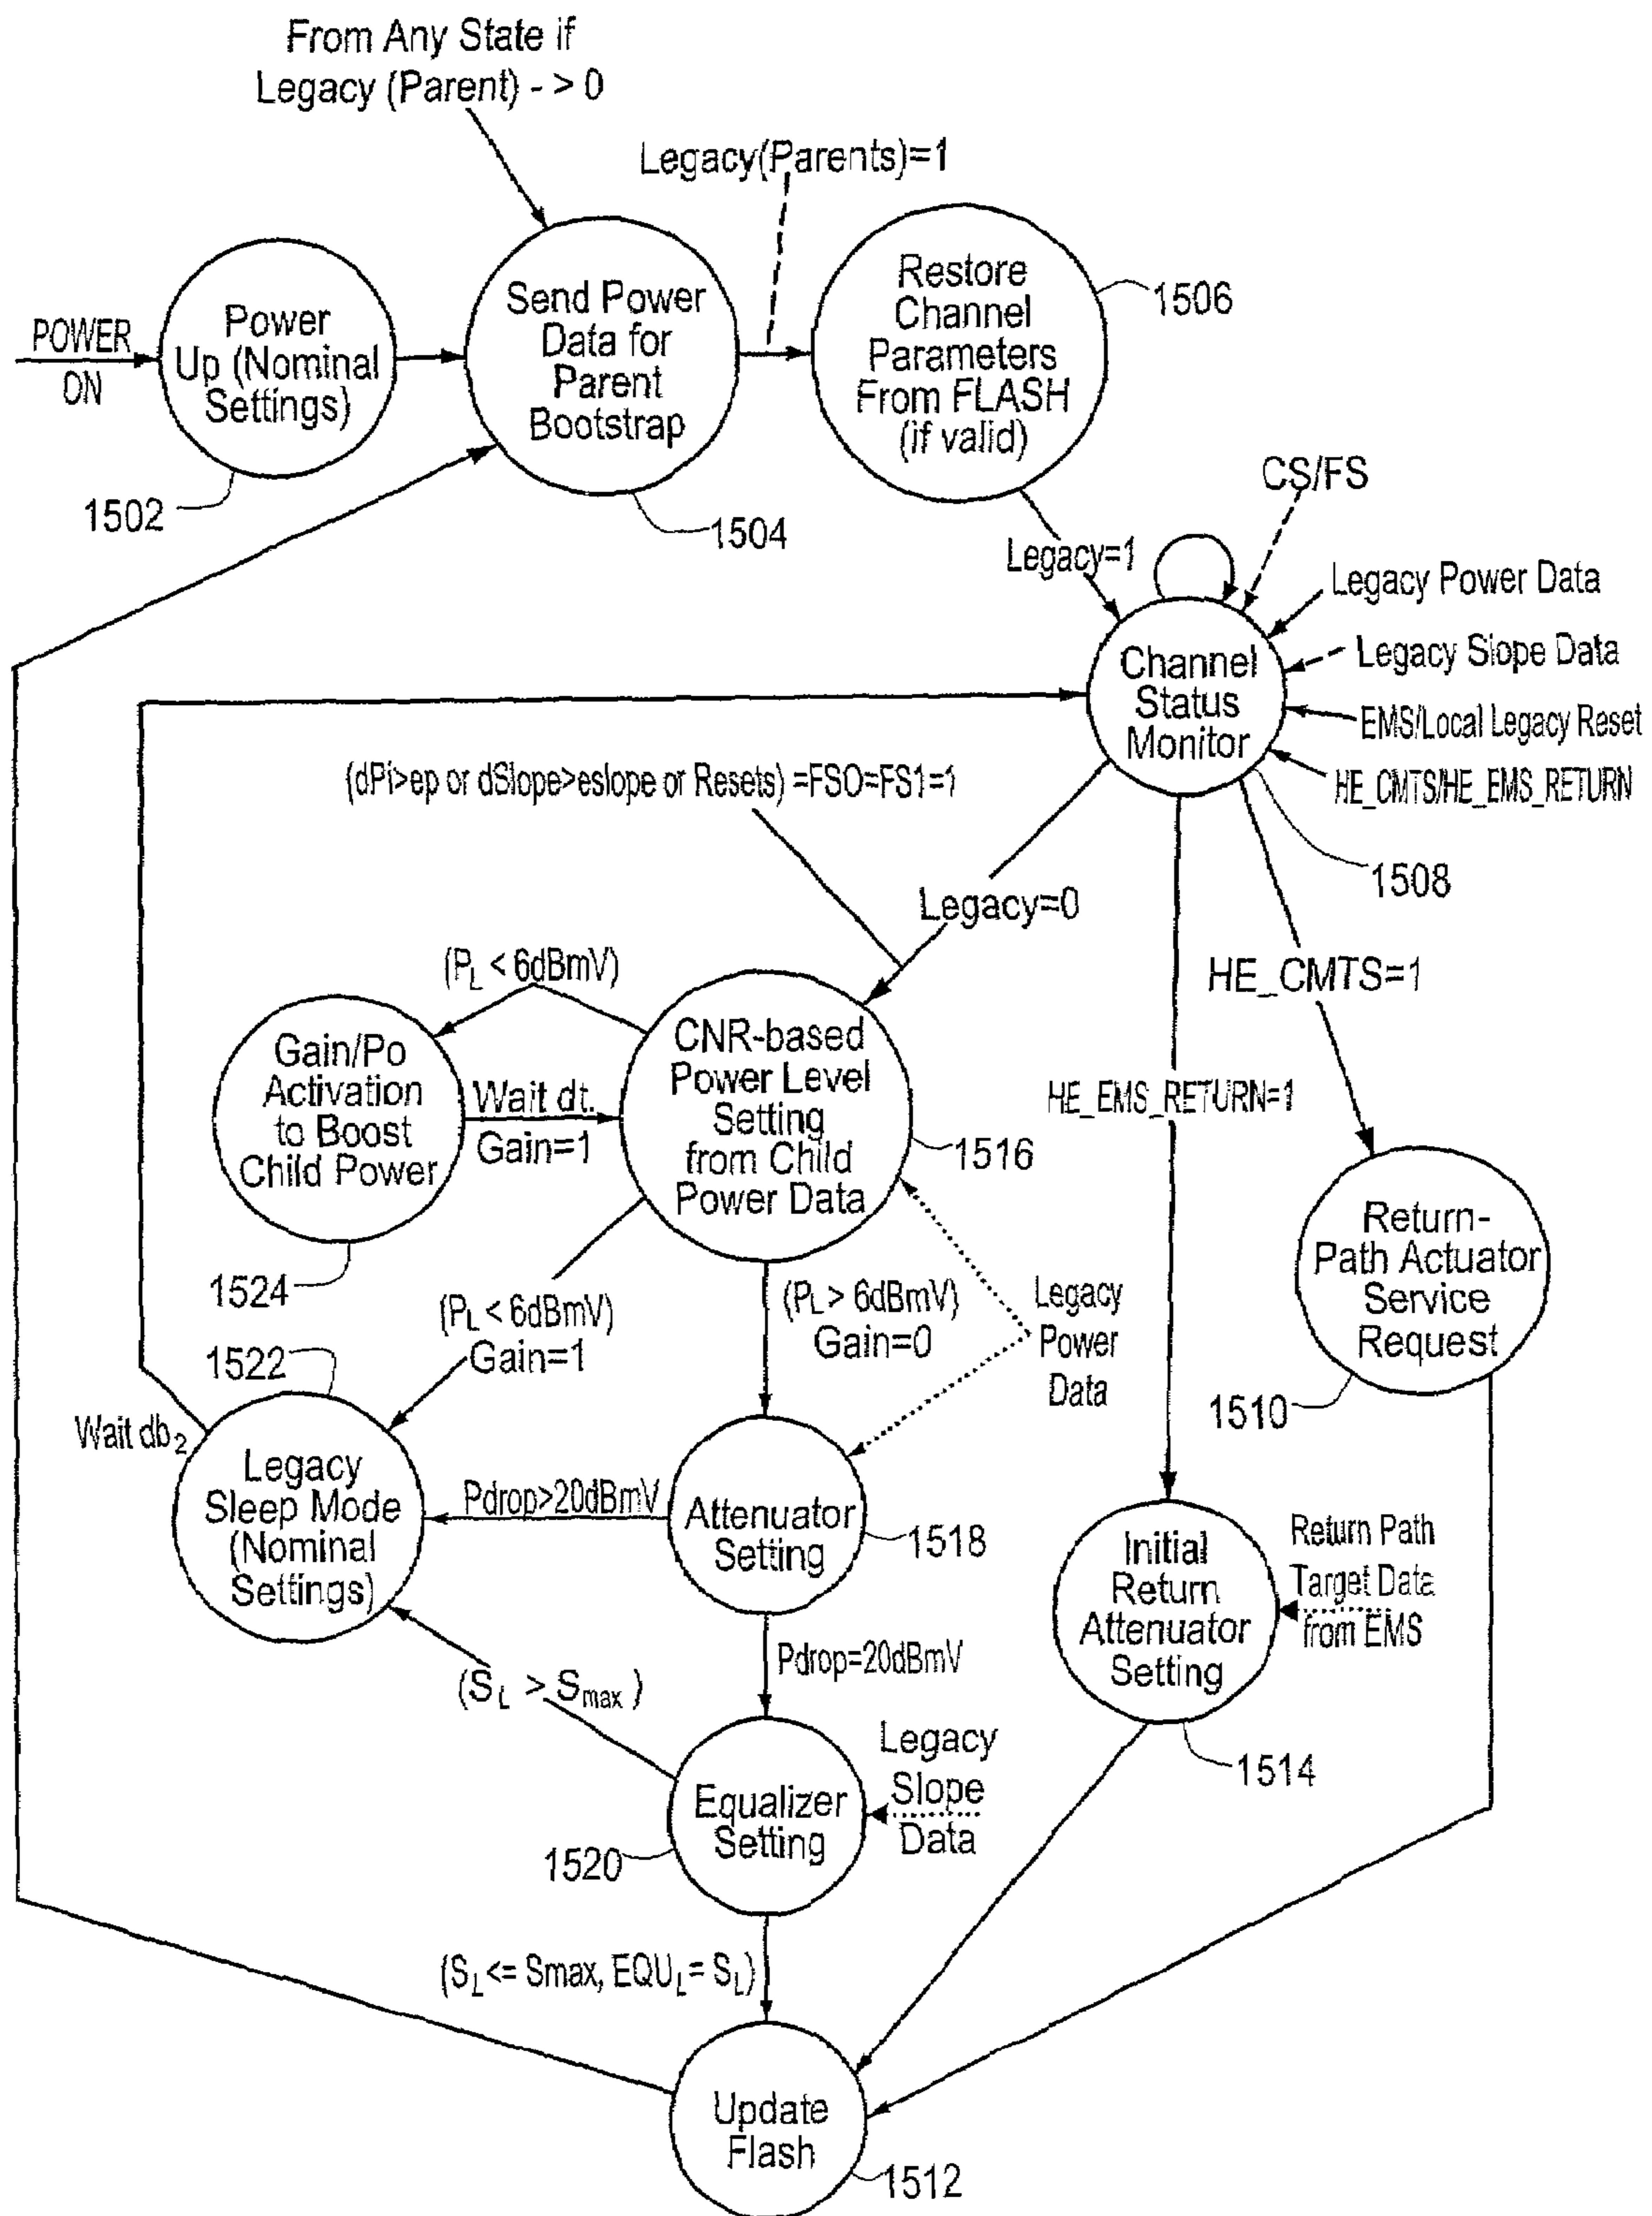 From Any State if
Legacy (Parent) - > 0
Legacy(Parents)=1
POWER
ON
Power
Up (Nominal
Settings)
1502
Send Power
Data for
Parent
Bootstrap
1504
Restore
Channel
Parameters
From FLASH
(if valid)
1506
Legacy=1
CS/FS
Legacy Power Data
Legacy Slope Data
EMS/Local Legacy Reset
HE_CMTS/HE_EMS_RETURN
Channel
Status
Monitor
1508
(dPi>ep or dSlope>eslope or Resets) =FSO=FS1=1
Legacy=0
HE_CMTS=1
HE_EMS_RETURN=1
(PL < 6dBmV)
Gain/Po
Activation
to Boost
Child Power
1524
Wait dt.
Gain=1
CNR-based
Power Level
Setting
from Child
Power Data
1516
Return-
Path Actuator
Service
Request
1510
(PL < 6dBmV)
Gain=1
(PL > 6dBmV)
Gain=0
Legacy
Power
Data
1522
Wait db2
Legacy
Sleep Mode
(Nominal
Settings)
Pdrop>20dBmV
Attenuator
Setting
1518
Initial
Return
Attenuator
Setting
1514
Return Path
Target Data
from EMS
Pdrop=20dBmV
(SL > Smax )
Equalizer
Setting
1520
Legacy
Slope
Data
(SL <= Smax, EQUL = SL)
Update
Flash
1512